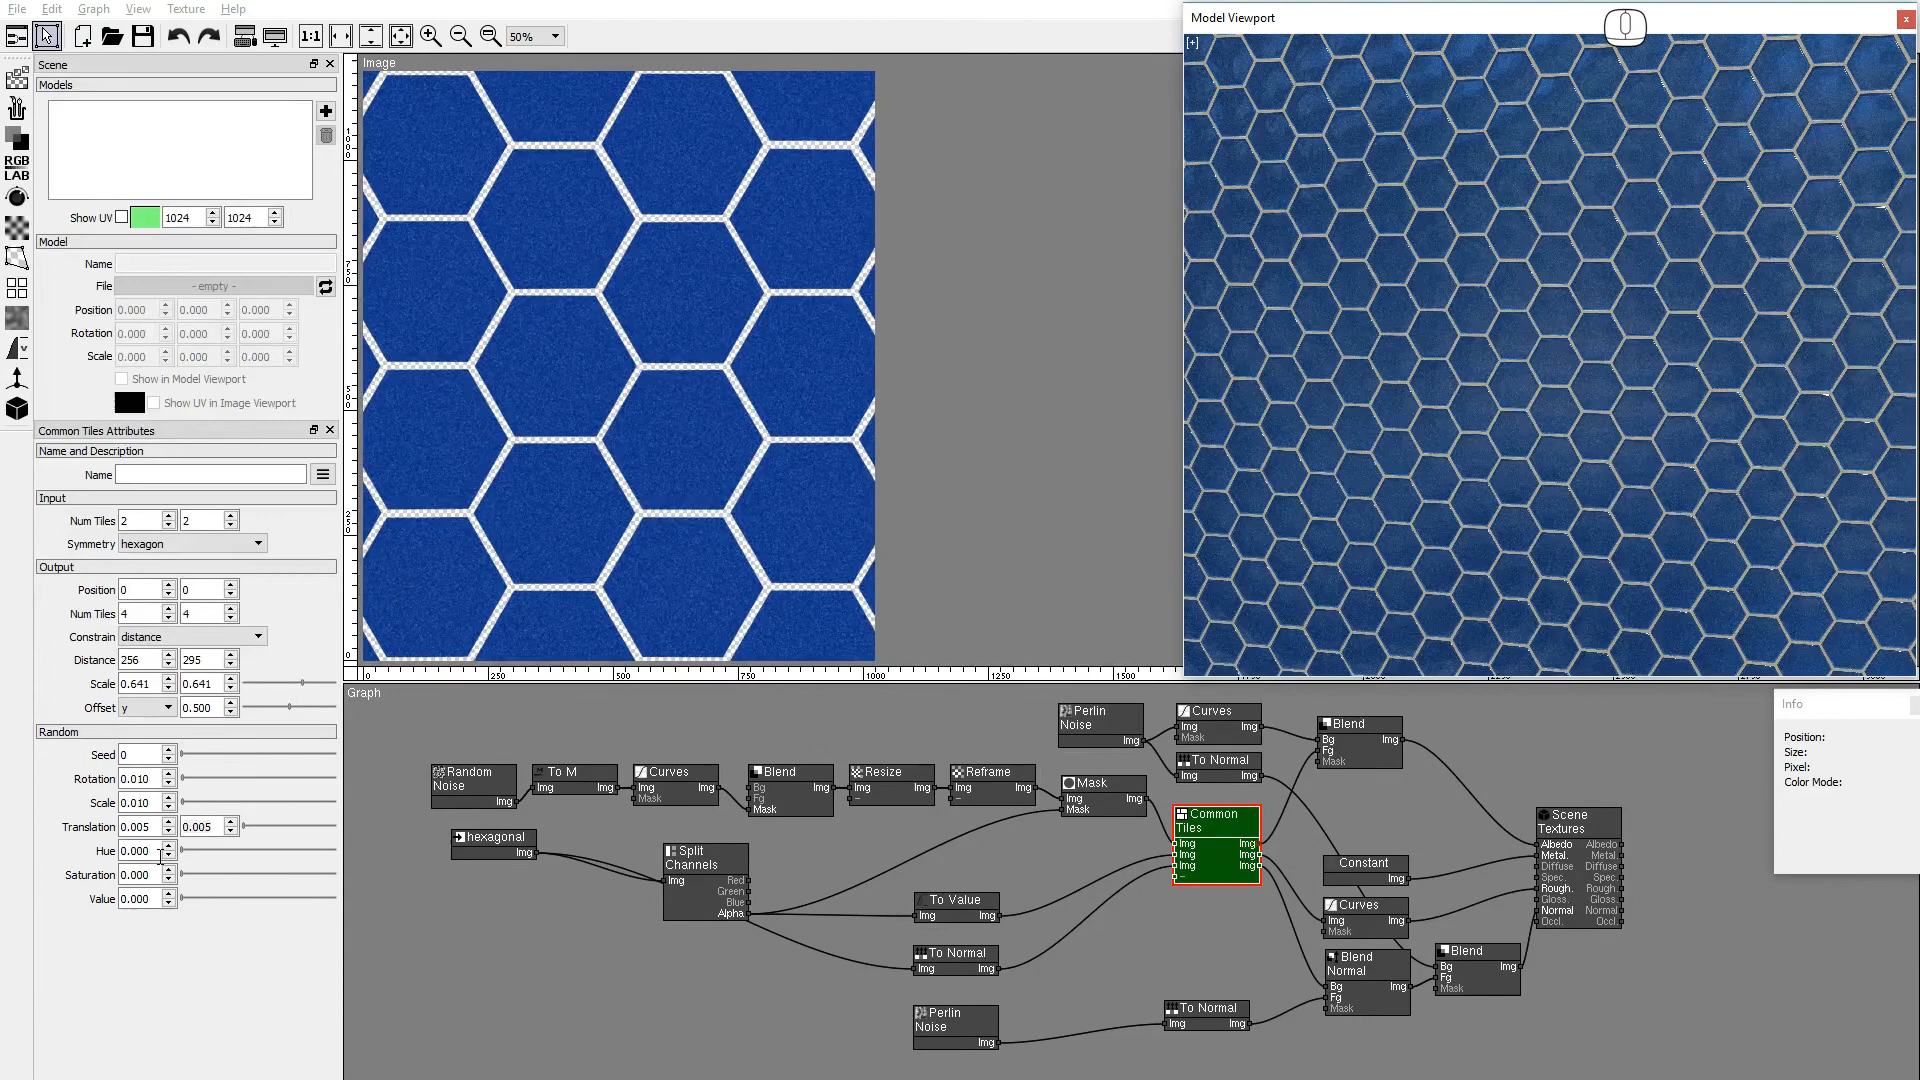 File Edit Graph View Texture Help
1:1
50%
Scene
Models
RGB
LAB
Show UV 1024 1024
Model
Name
File - empty -
Position 0.000 0.000 0.000
Rotation 0.000 0.000 0.000
Scale 0.000 0.000 0.000
Show in Model Viewport
Show UV in Image Viewport
Common Tiles Attributes
Name and Description
Name
Input
Num Tiles 2 2
Symmetry hexagon
Output
Position 0 0
Num Tiles 4 4
Constrain distance
Distance 256 295
Scale 0.641 0.641
Offset y 0.500
Random
Seed 0
Rotation 0.010
Scale 0.010
Translation 0.005 0.005
Hue 0.000
Saturation 0.000
Value 0.000
Image
0 250 500 750 1000 1250 1500
Model Viewport
[+]
Graph
Random
Noise
Img
To M
Img Img
Curves
Img Img
Mask
Blend
Bg Img
Fg
Mask
Resize
Img Img
Reframe
Img Img
hexagonal
Img
Split
Channels
Img Red
Green
Blue
Alpha
To Value
Img Img
To Normal
Img Img
Perlin
Noise
Img
Perlin
Noise
Img
Mask
Img Img
Mask
Curves
Img Img
Mask
To Normal
Img Img
Common
Tiles
Img Img
Img Img
Img Img
To Normal
Img Img
Blend
Bg Img
Fg
Mask
Constant
Img
Curves
Img Img
Mask
Blend
Normal
Bg Img
Fg
Mask
Blend
Bg Img
Fg
Mask
Scene
Textures
Albedo Albedo
Metal. Metal
Diffuse Diffuse
Spec. Spec.
Rough. Rough.
Gloss. Gloss.
Normal Normal
Occl. Occl.
Info
Position:
Size:
Pixel:
Color Mode: